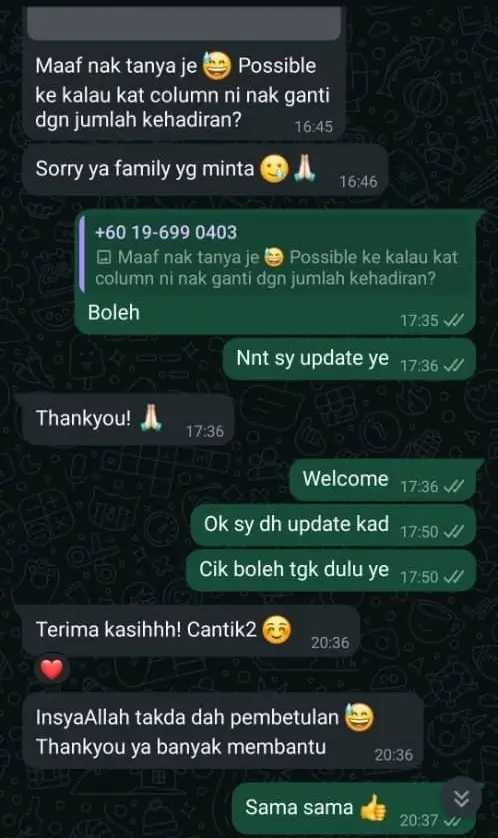 Maaf nak tanya je 😅 Possible
ke kalau kat column ni nak ganti
dgn jumlah kehadiran?
16:45
Sorry ya family yg minta 🥲🙏🏻
16:46
+60 19-699 0403
Maaf nak tanya je 😅 Possible ke kalau kat
column ni nak ganti dgn jumlah kehadiran?
Boleh
17:35
Nnt sy update ye
17:36
Thankyou! 🙏🏻
17:36
Welcome
17:36
Ok sy dh update kad
17:50
Cik boleh tgk dulu ye
17:50
Terima kasihhh! Cantik2 ☺️
20:36
❤️
InsyaAllah takda dah pembetulan 😅
Thankyou ya banyak membantu
20:36
Sama sama 👍
20:37